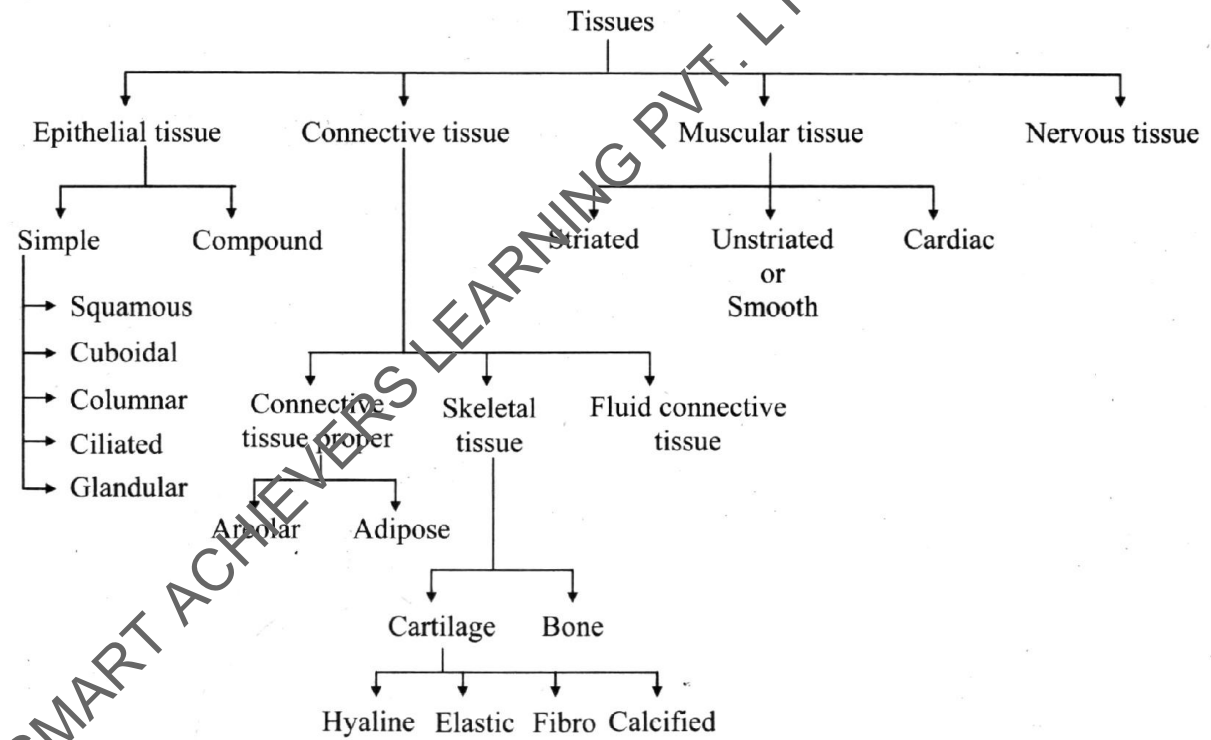 Tissues
Epithelial tissue Connective tissue Muscular tissue Nervous tissue
Simple Compound Striated Unstriated Cardiac
or
Smooth
Squamous
Cuboidal
Columnar
Ciliated
Glandular
Connective Skeletal Fluid connective
tissue proper tissue tissue
Areolar Adipose
Cartilage Bone
Hyaline Elastic Fibro Calcified
SMART ACHIEVERS LEARNING PVT. LT